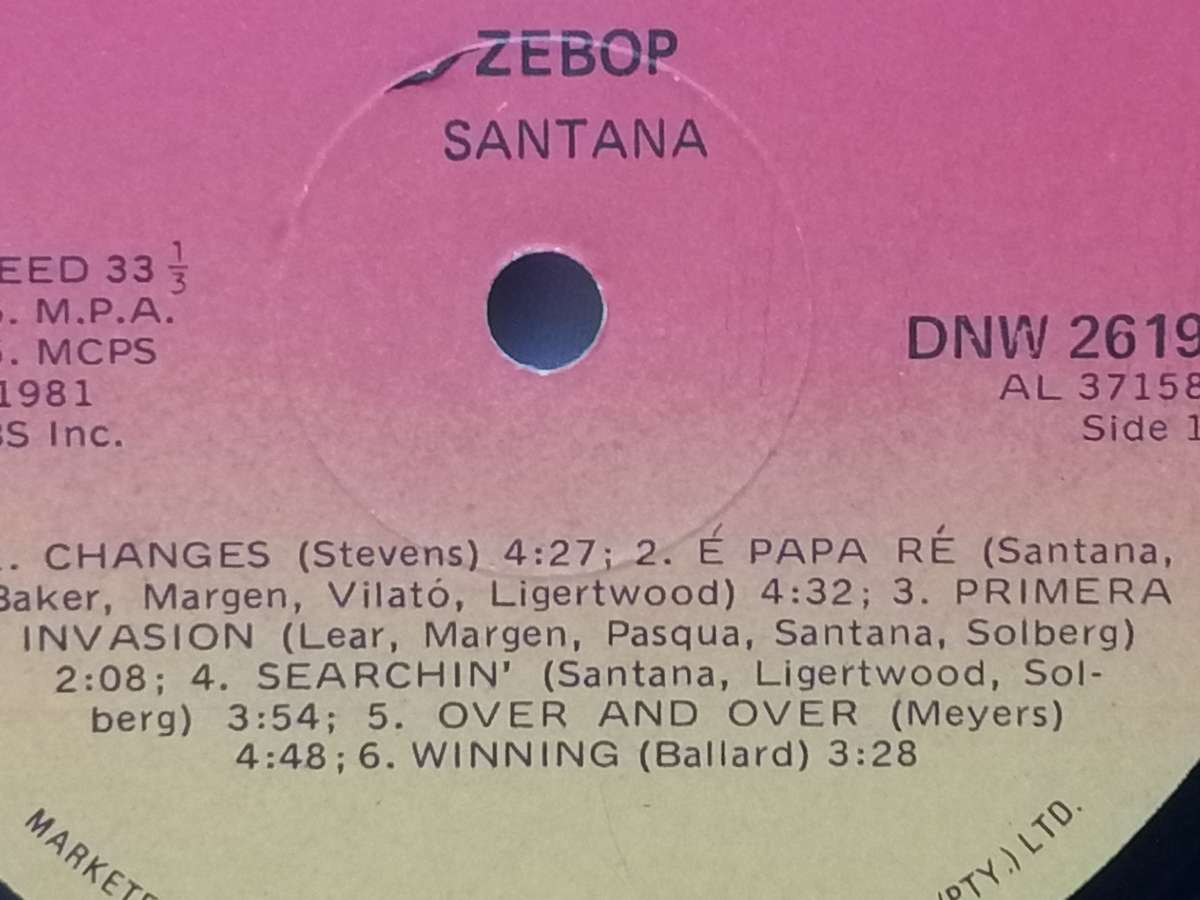 ZEBOP
SANTANA
EED 33 1/3
. M.P.A.
. MCPS
1981
S Inc.
DNW 2619
AL 37158
Side 1
. CHANGES (Stevens) 4:27; 2. É PAPA RÉ (Santana,
Baker, Margen, Vilató, Ligertwood) 4:32; 3. PRIMERA
INVASION (Lear, Margen, Pasqua, Santana, Solberg)
2:08; 4. SEARCHIN' (Santana, Ligertwood, Sol-
berg) 3:54; 5. OVER AND OVER (Meyers)
4:48; 6. WINNING (Ballard) 3:28
MARKETE
(PTY.) LTD.